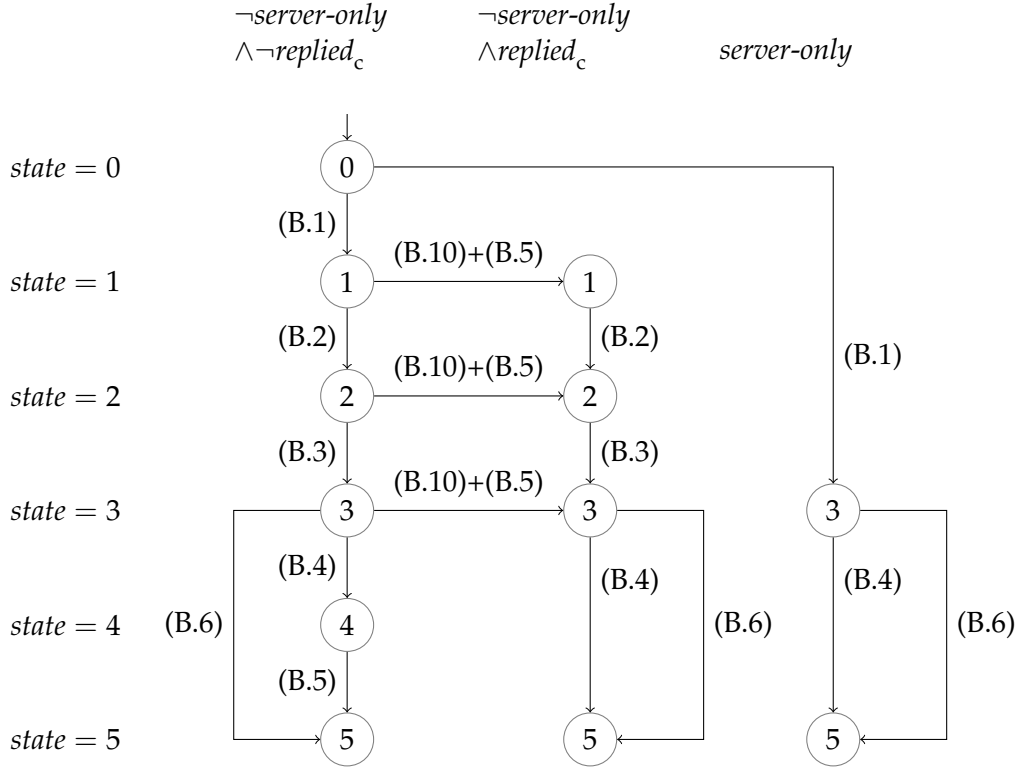 ¬server-only
∧¬replied_c
¬server-only
∧replied_c
server-only
state = 0
0
(B.1)
(B.10)+(B.5)
state = 1
1
1
(B.2)
(B.2)
(B.1)
(B.10)+(B.5)
state = 2
2
2
(B.3)
(B.3)
(B.10)+(B.5)
state = 3
3
3
3
(B.4)
(B.4)
(B.4)
state = 4
(B.6)
4
(B.6)
(B.6)
(B.5)
state = 5
5
5
5